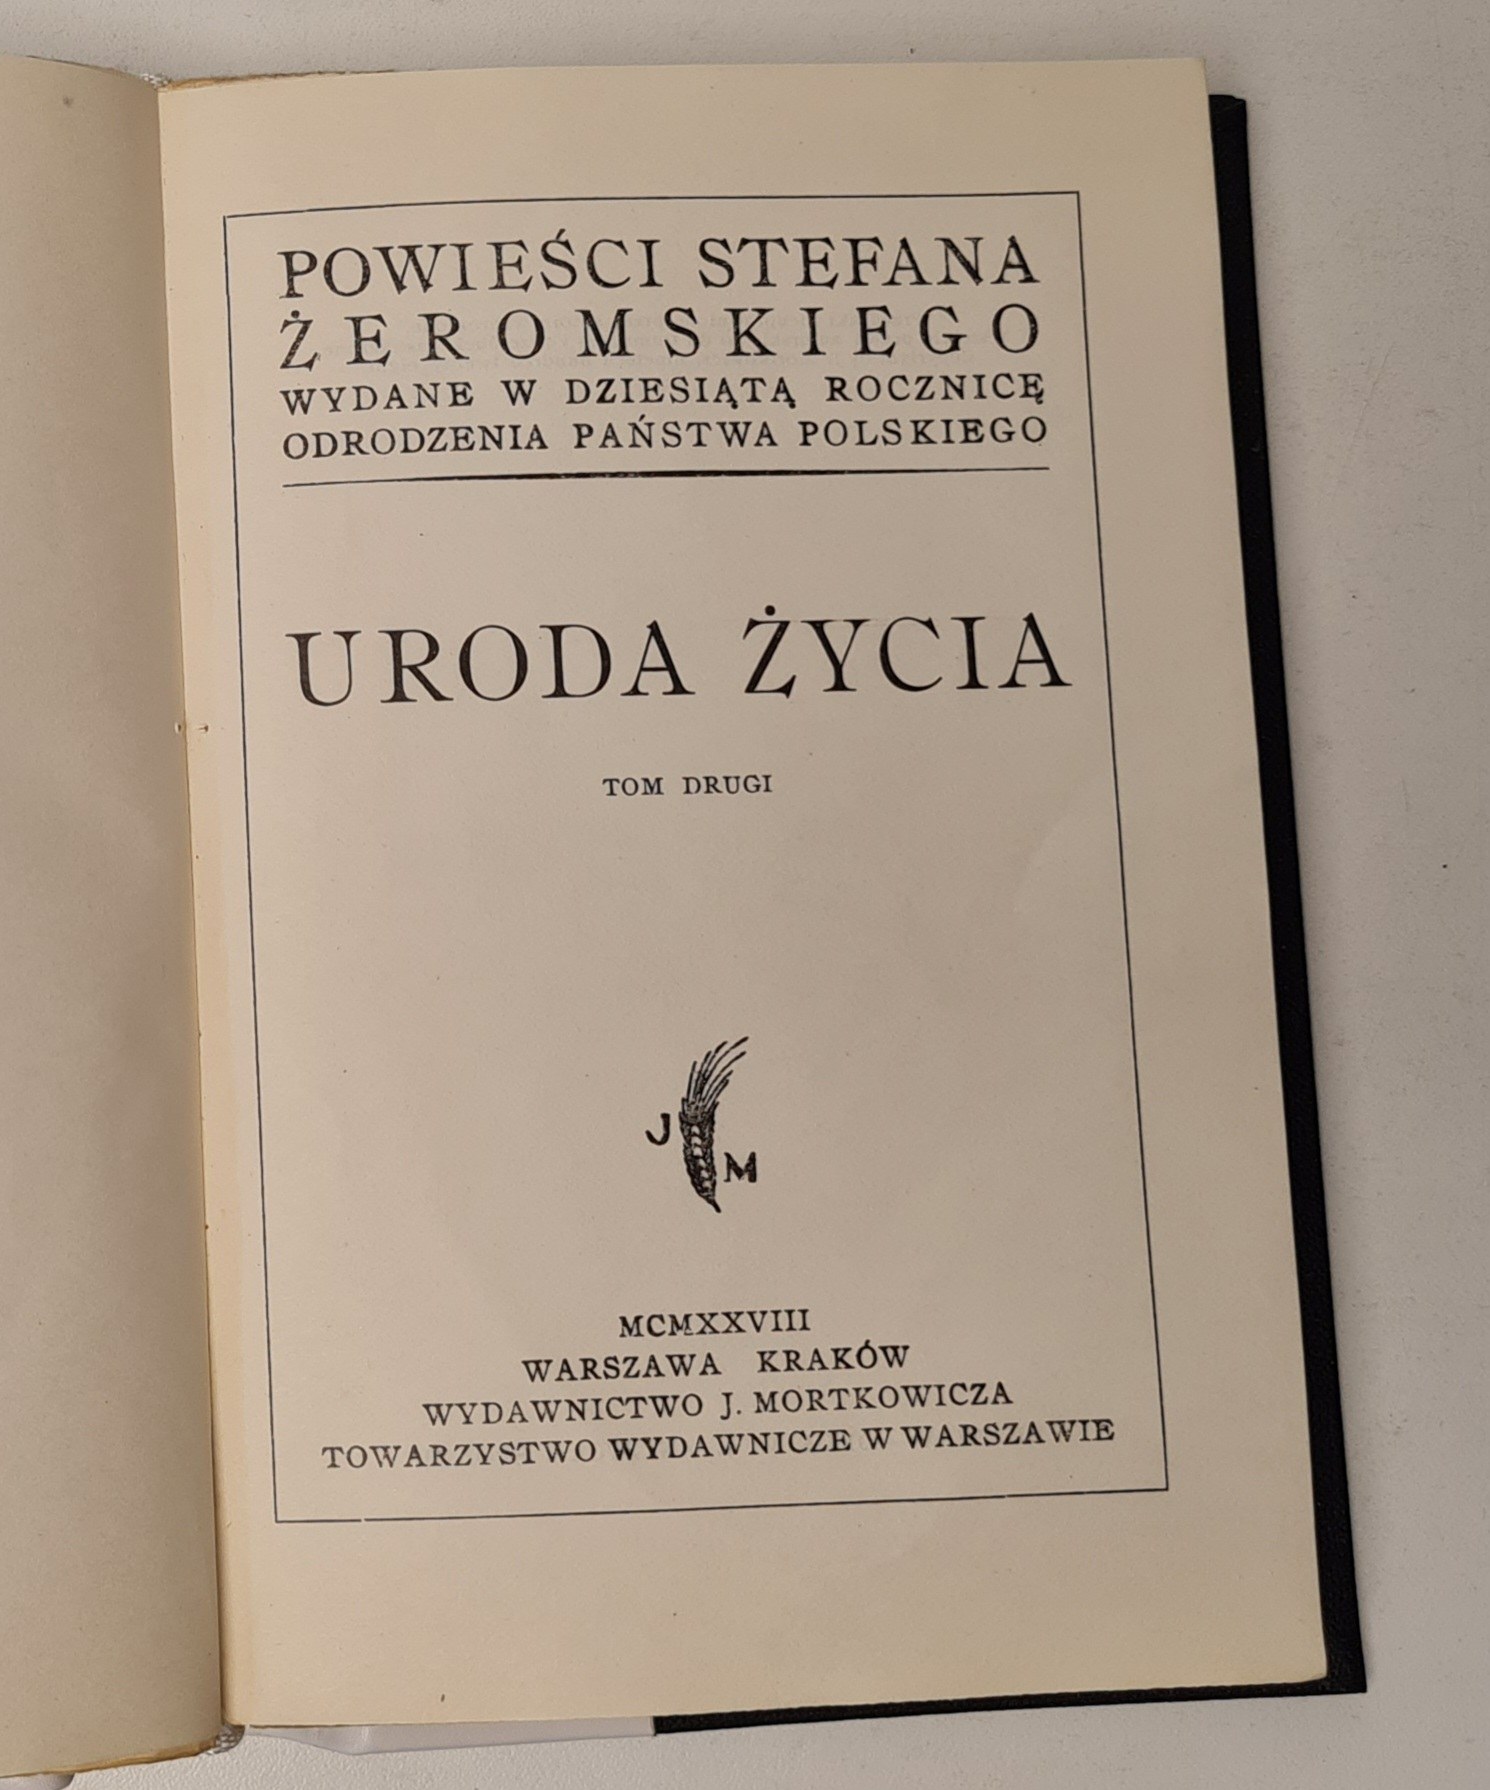 POWIEŚCI STEFANA
ŻEROMSKIEGO
WYDANE W DZIESIĄTĄ ROCZNICĘ
ODRODZENIA PAŃSTWA POLSKIEGO
URODA ŻYCIA
TOM DRUGI
J
M
MCMXXVIII
WARSZAWA KRAKÓW
WYDAWNICTWO J. MORTKOWICZA
TOWARZYSTWO WYDAWNICZE W WARSZAWIE